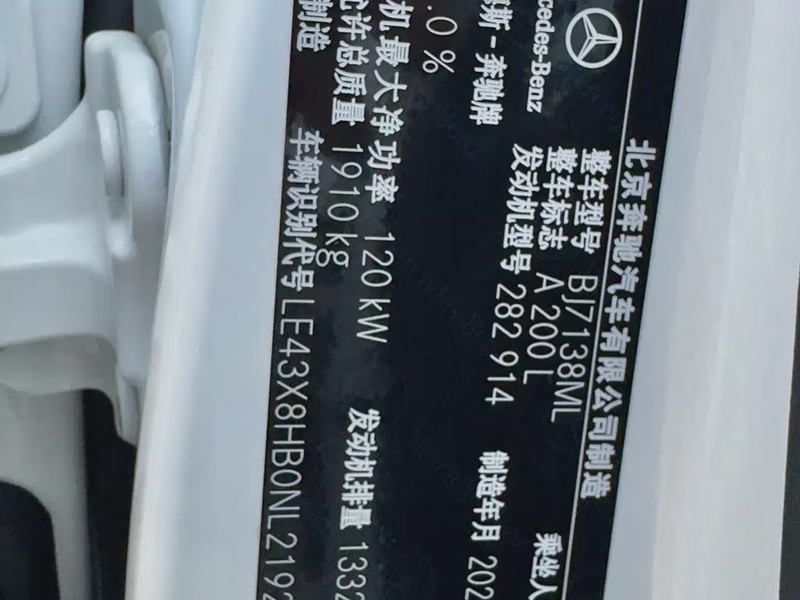 北京奔驰汽车有限公司制造
Mercedes-Benz
斯-奔驰牌
整车型号 BJ7138ML
整车标志 A 200 L
乘坐人
发动机型号 282 914
制造年月 202
.0 %
机最大净功率 120 kW
发动机排量 1332
允许总质量 1910 kg
制造
车辆识别代号 LE43X8HB0NL2192